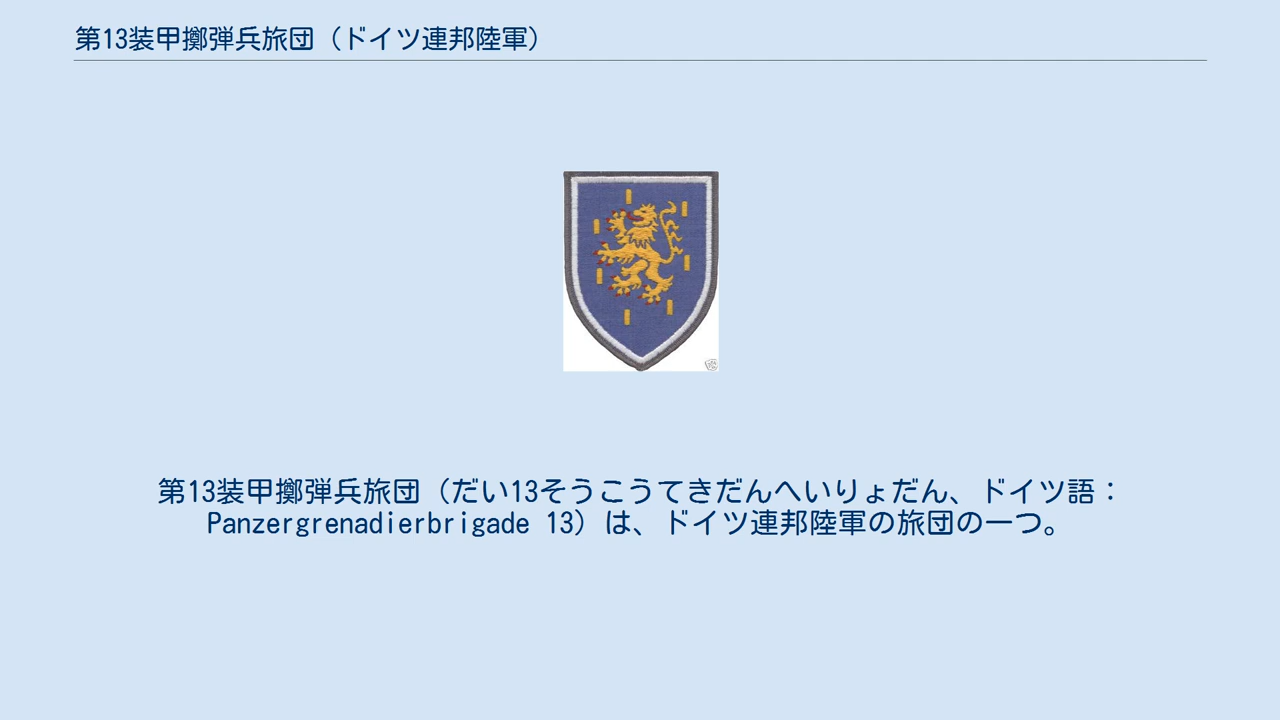 第13装甲擲弾兵旅団（ドイツ連邦陸軍）
第13装甲擲弾兵旅団（だい13そうこうてきだんへいりょだん、ドイツ語：
Panzergrenadierbrigade 13）は、ドイツ連邦陸軍の旅団の一つ。